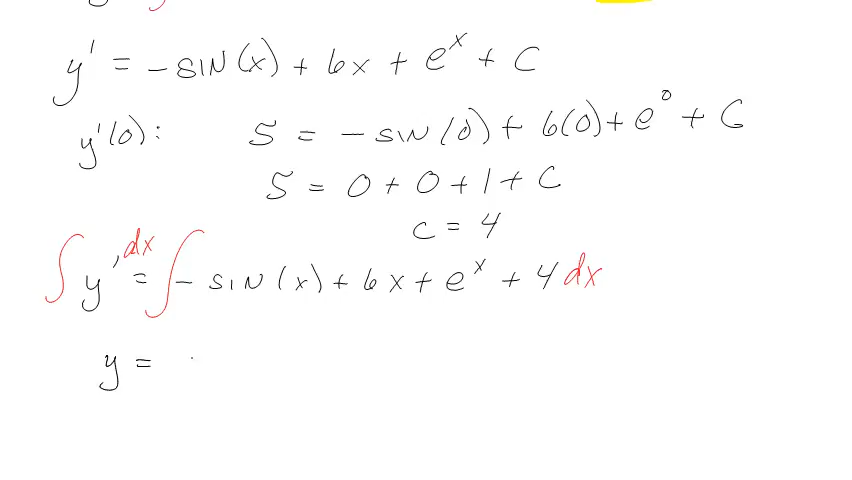 y' = -sin(x) + 6x + e^x + C
y'(0): 5 = -sin(0) + 6(0) + e^0 + C
5 = 0 + 0 + 1 + C
C = 4
∫ y' dx = ∫ -sin(x) + 6x + e^x + 4 dx
y =